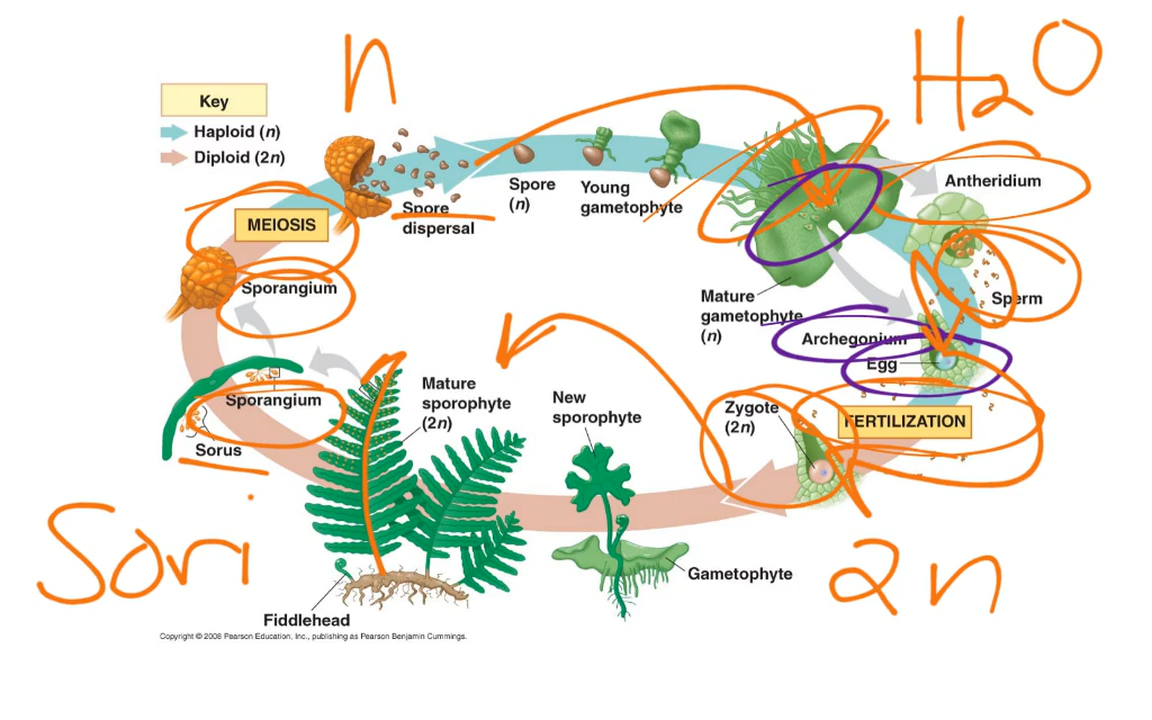 n
H2O
Key
Haploid (n)
Diploid (2n)
MEIOSIS
Spore
dispersal
Spore
(n)
Young
gametophyte
Antheridium
Sporangium
Mature
gametophyte
(n)
Sperm
Archegonium
Egg
Sporangium
Sorus
Mature
sporophyte
(2n)
New
sporophyte
Zygote
(2n)
FERTILIZATION
Sori
2n
Gametophyte
Fiddlehead
Copyright © 2008 Pearson Education, Inc., publishing as Pearson Benjamin Cummings.